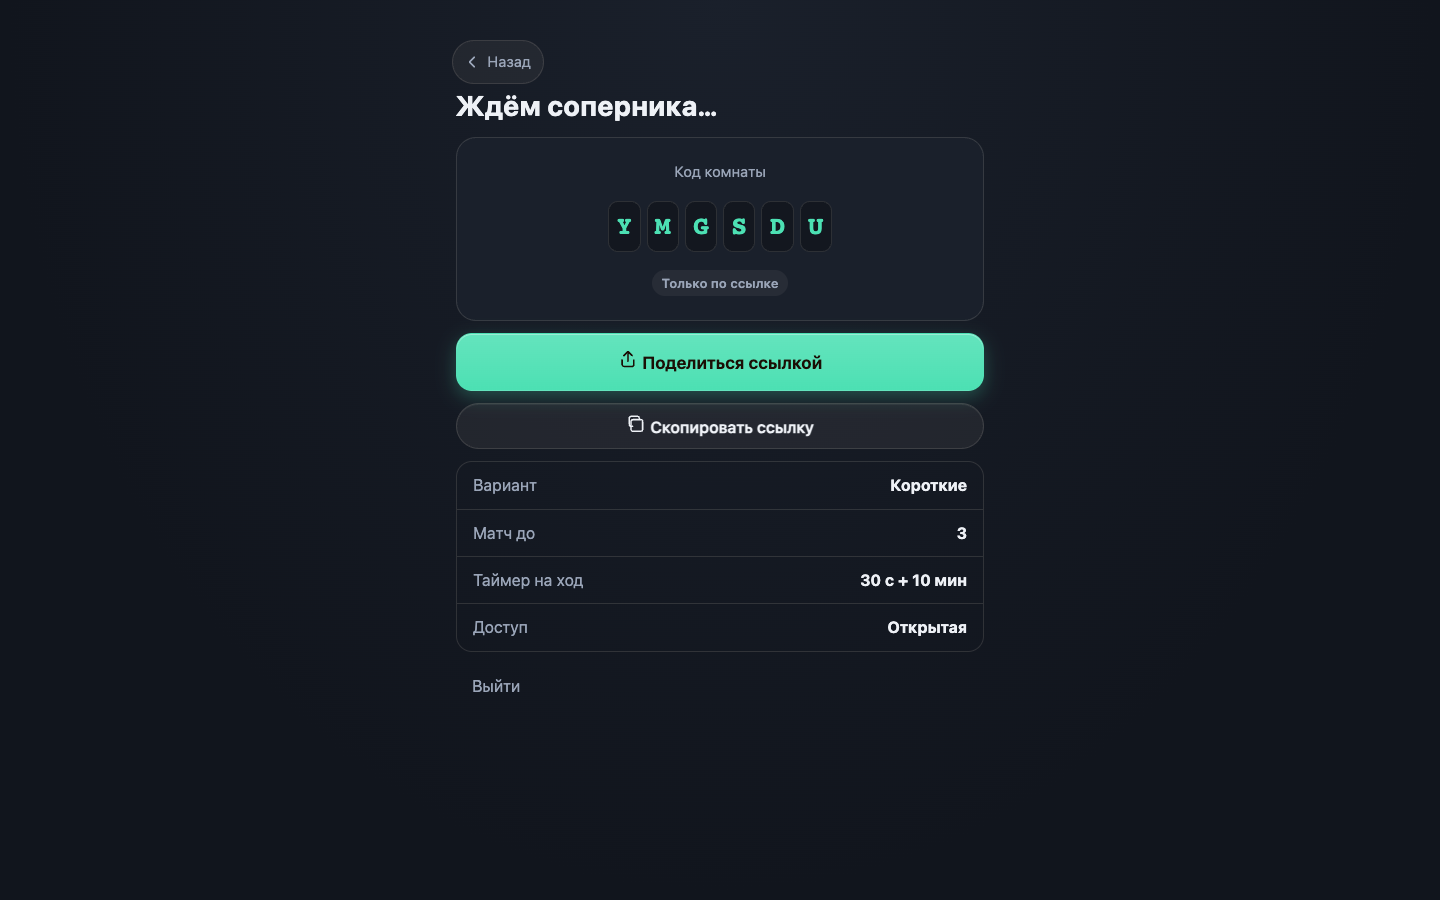 Назад
Ждём соперника...
Код комнаты
Y M G S D U
Только по ссылке
Поделиться ссылкой
Скопировать ссылку
Вариант Короткие
Матч до 3
Таймер на ход 30 с + 10 мин
Доступ Открытая
Выйти